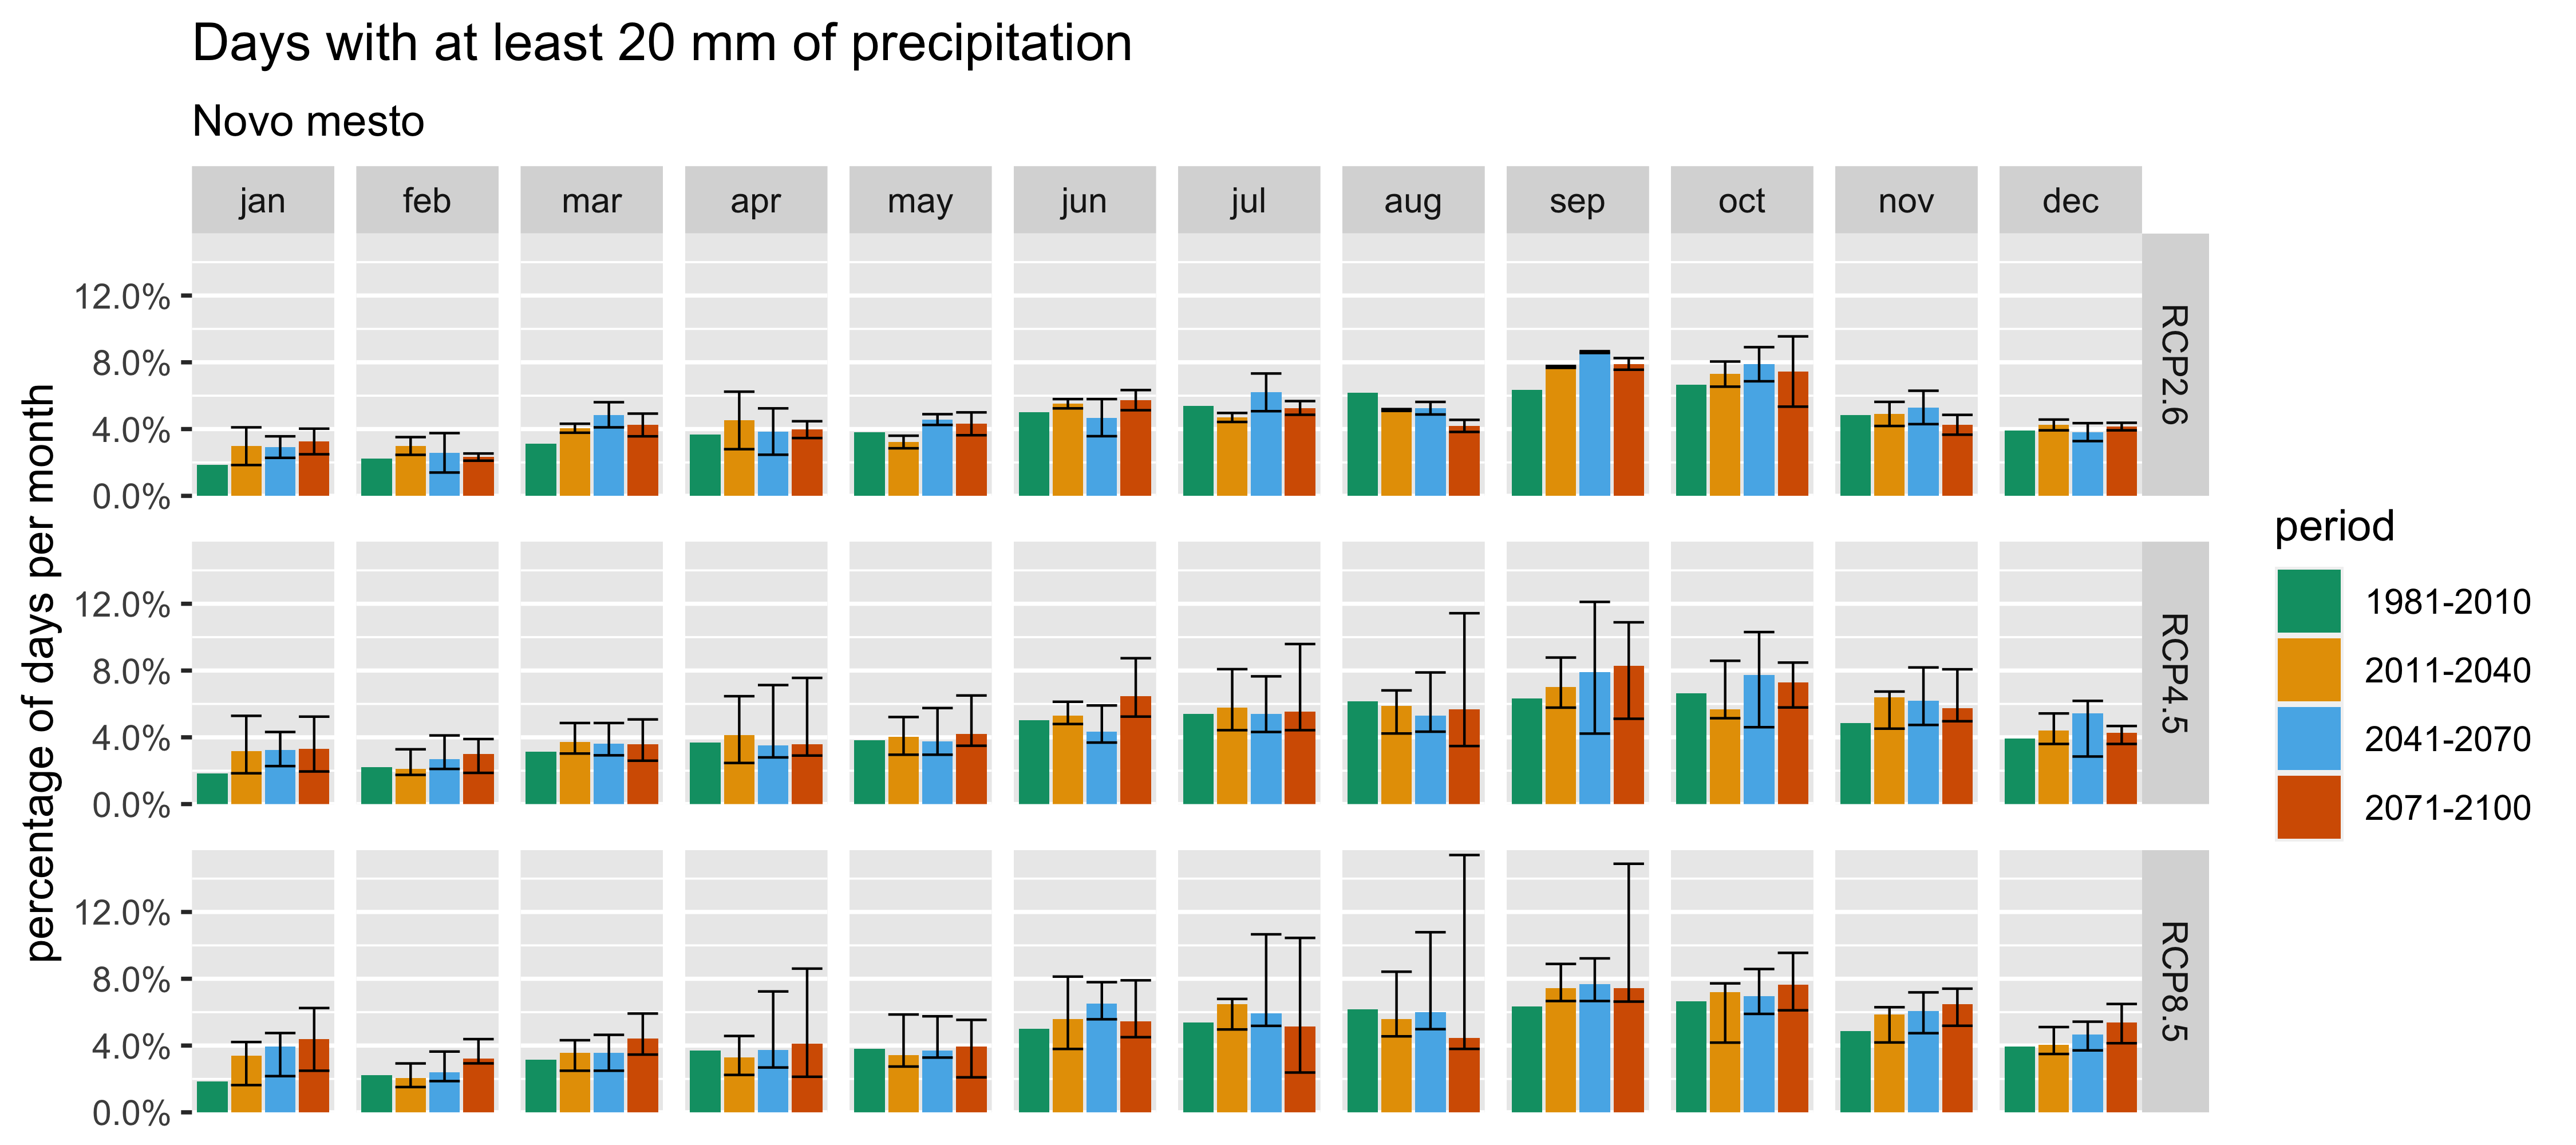 Days with at least 20 mm of precipitation
Novo mesto
jan feb mar apr may jun jul aug sep oct nov dec
percentage of days per month
12.0%
8.0%
4.0%
0.0%
RCP2.6
12.0%
8.0%
4.0%
0.0%
RCP4.5
12.0%
8.0%
4.0%
0.0%
RCP8.5
period
1981-2010
2011-2040
2041-2070
2071-2100